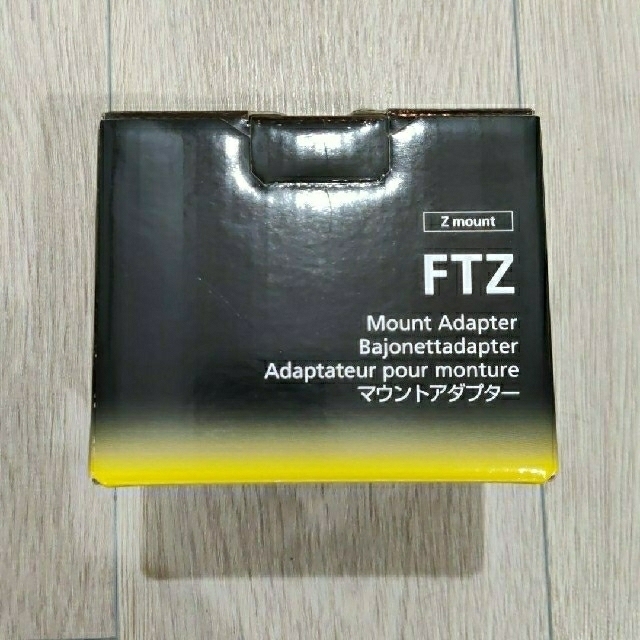 Z mount
FTZ
Mount Adapter
Bajonettadapter
Adaptateur pour monture
マウントアダプター